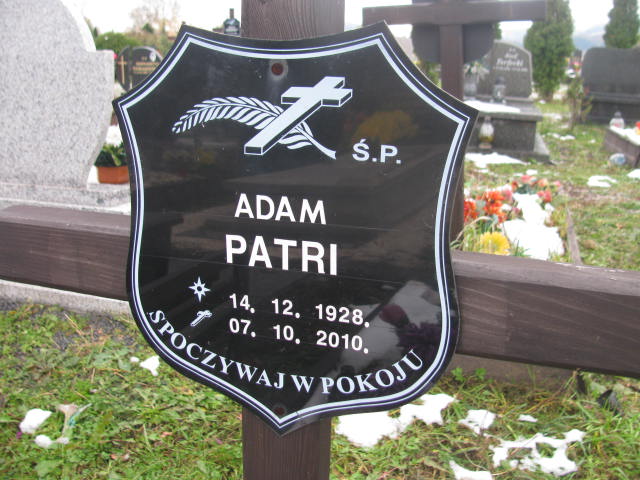 Ś.P.
ADAM
PATRI
14. 12. 1928.
07. 10. 2010.
SPOCZYWAJ W POKOJU